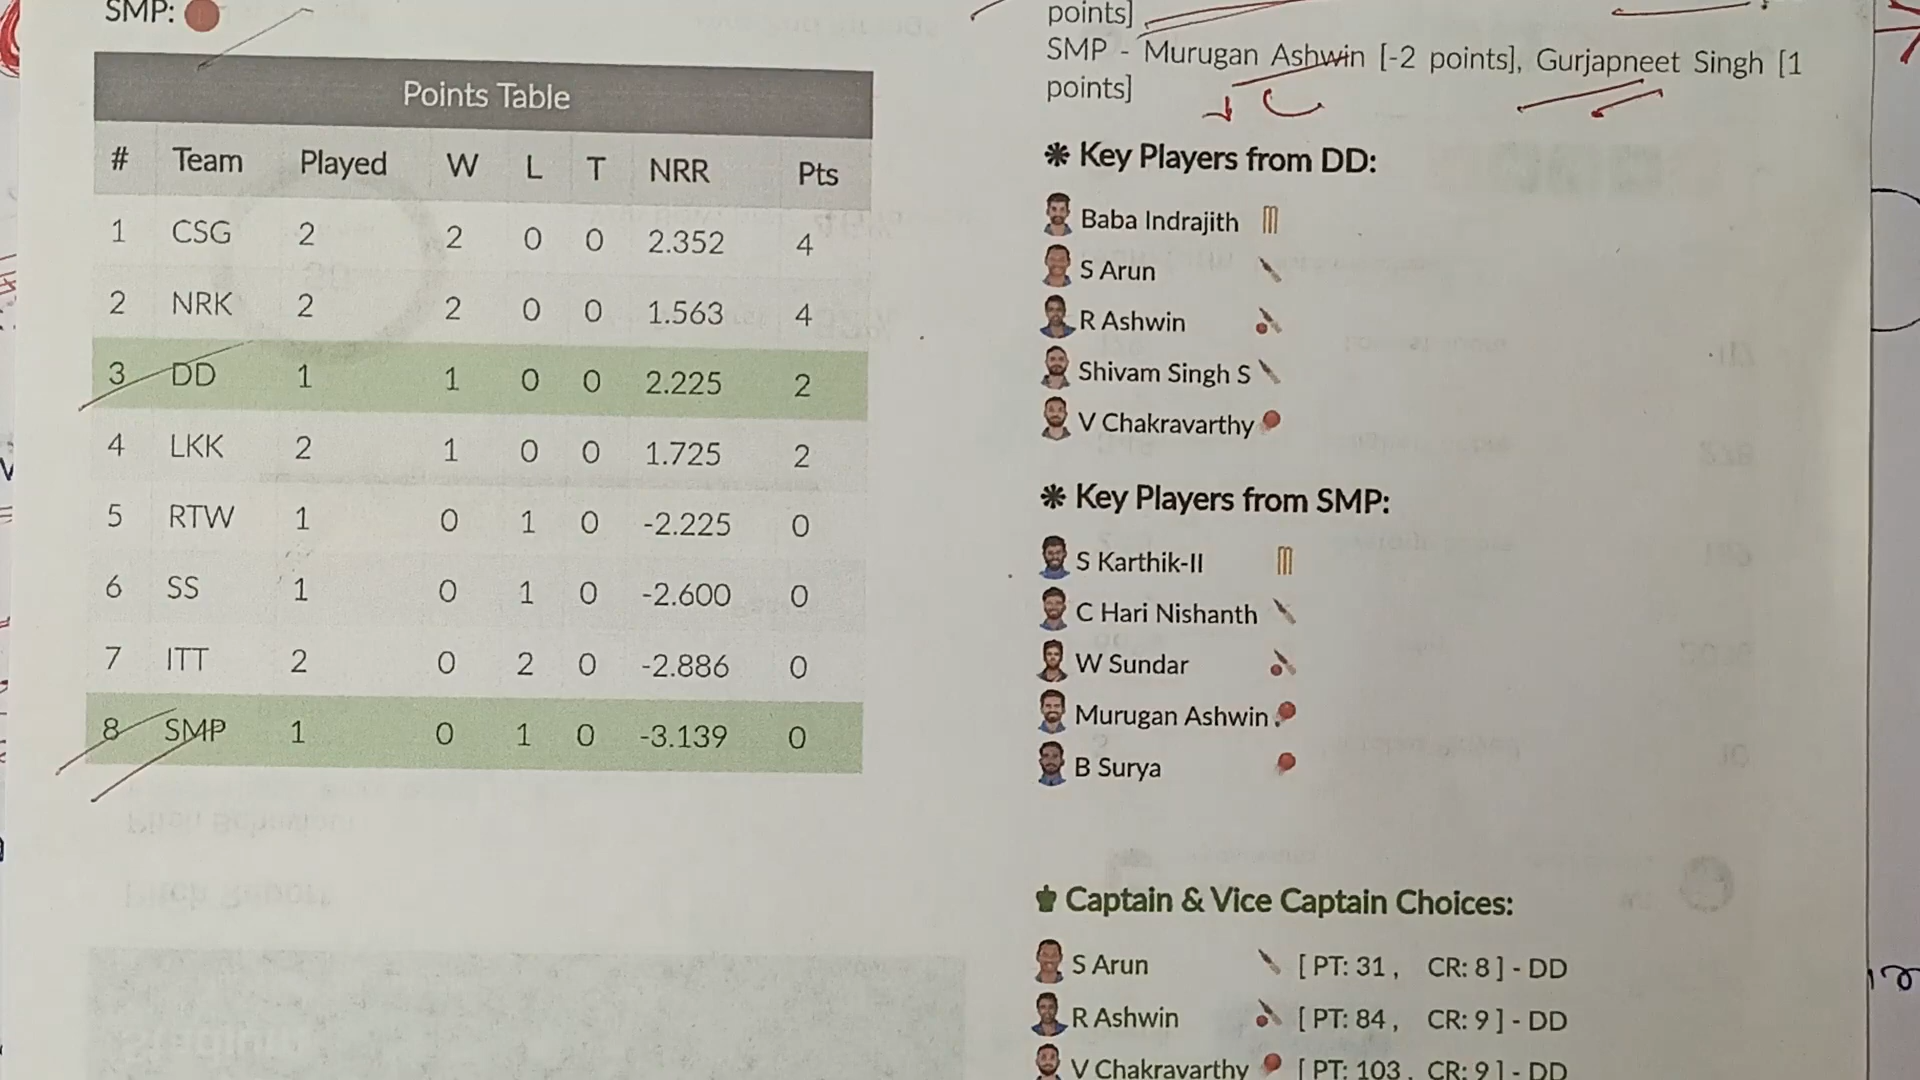 SMP:
Points Table
# Team Played W L T NRR Pts
1 CSG 2 2 0 0 2.352 4
2 NRK 2 2 0 0 1.563 4
3 DD 1 1 0 0 2.225 2
4 LKK 2 1 0 0 1.725 2
5 RTW 1 0 1 0 -2.225 0
6 SS 1 0 1 0 -2.600 0
7 ITT 2 0 2 0 -2.886 0
8 SMP 1 0 1 0 -3.139 0
points]
SMP - Murugan Ashwin [-2 points], Gurjapneet Singh [1
points]
Key Players from DD:
Baba Indrajith
S Arun
R Ashwin
Shivam Singh S
V Chakravarthy
Key Players from SMP:
S Karthik-II
C Hari Nishanth
W Sundar
Murugan Ashwin
B Surya
Captain & Vice Captain Choices:
S Arun [ PT: 31 , CR: 8 ] - DD
R Ashwin [ PT: 84 , CR: 9 ] - DD
V Chakravarthy [ PT: 103 , CR: 9 ] - DD